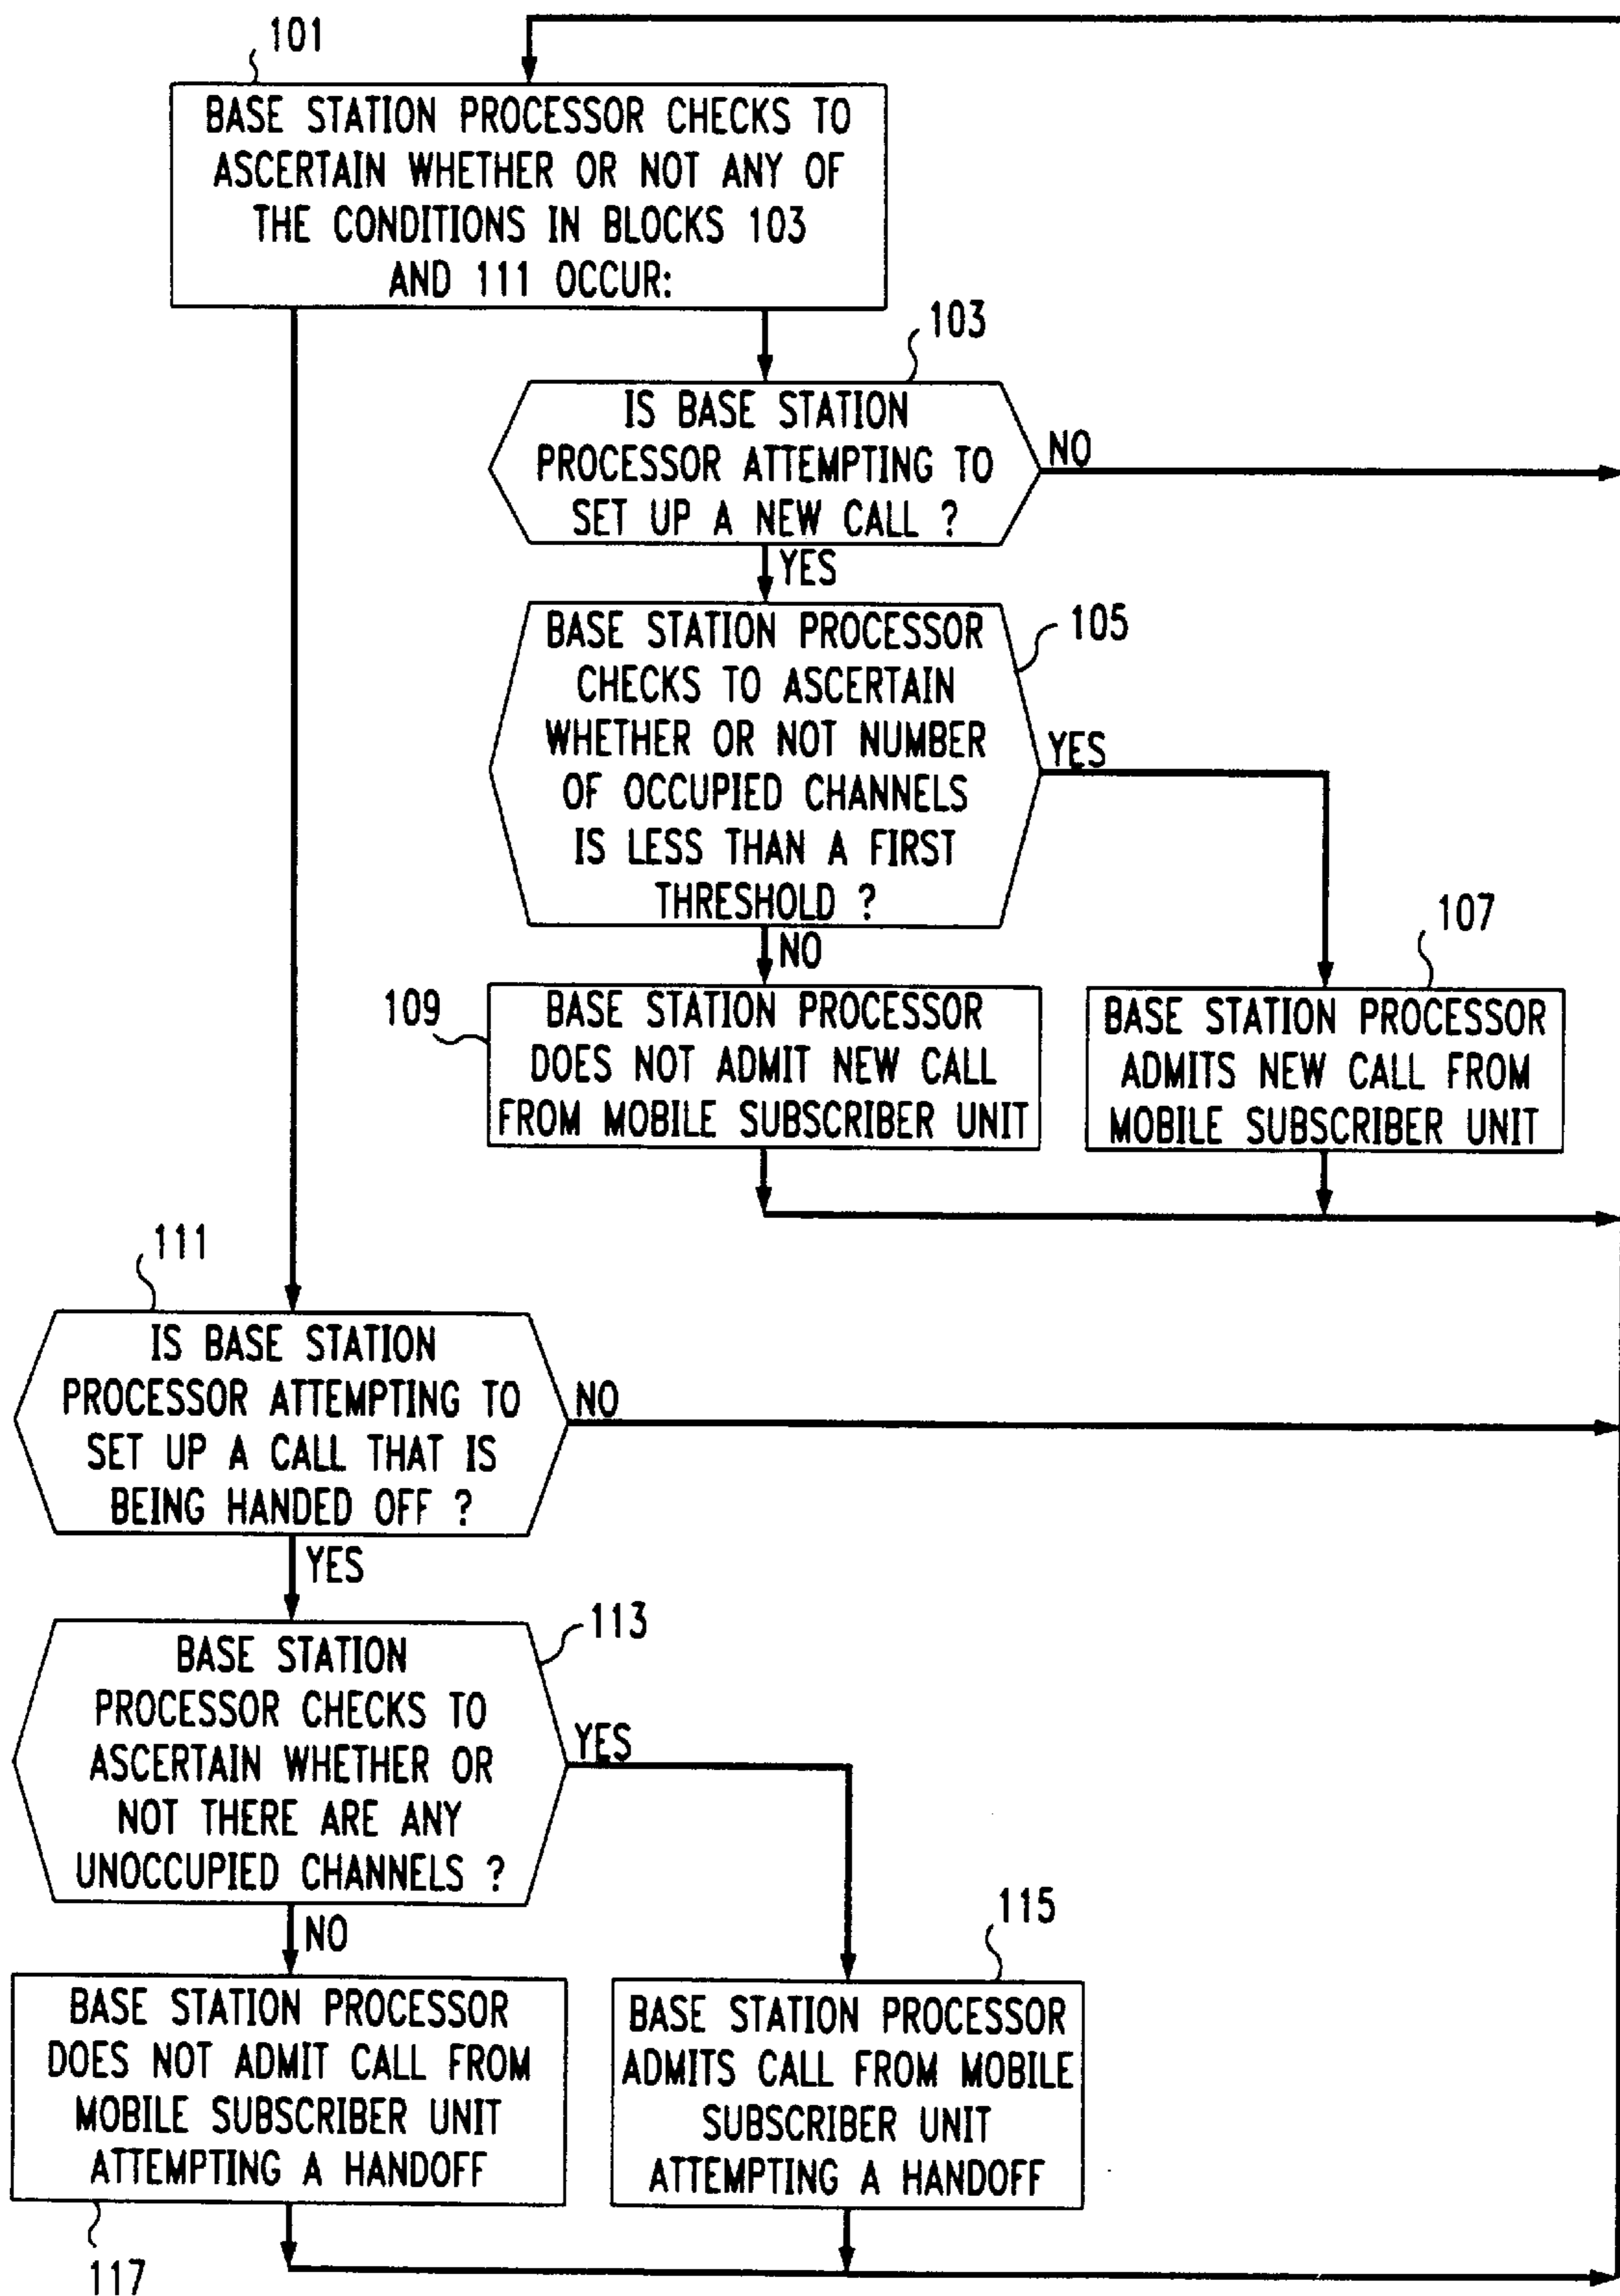 101
BASE STATION PROCESSOR CHECKS TO
ASCERTAIN WHETHER OR NOT ANY OF
THE CONDITIONS IN BLOCKS 103
AND 111 OCCUR:
103
IS BASE STATION
PROCESSOR ATTEMPTING TO
SET UP A NEW CALL ?
NO
YES
105
BASE STATION PROCESSOR
CHECKS TO ASCERTAIN
WHETHER OR NOT NUMBER
OF OCCUPIED CHANNELS
IS LESS THAN A FIRST
THRESHOLD ?
YES
NO
107
109
BASE STATION PROCESSOR
DOES NOT ADMIT NEW CALL
FROM MOBILE SUBSCRIBER UNIT
BASE STATION PROCESSOR
ADMITS NEW CALL FROM
MOBILE SUBSCRIBER UNIT
111
IS BASE STATION
PROCESSOR ATTEMPTING TO
SET UP A CALL THAT IS
BEING HANDED OFF ?
NO
YES
113
BASE STATION
PROCESSOR CHECKS TO
ASCERTAIN WHETHER OR
NOT THERE ARE ANY
UNOCCUPIED CHANNELS ?
YES
NO
115
BASE STATION PROCESSOR
DOES NOT ADMIT CALL FROM
MOBILE SUBSCRIBER UNIT
ATTEMPTING A HANDOFF
BASE STATION PROCESSOR
ADMITS CALL FROM MOBILE
SUBSCRIBER UNIT
ATTEMPTING A HANDOFF
117